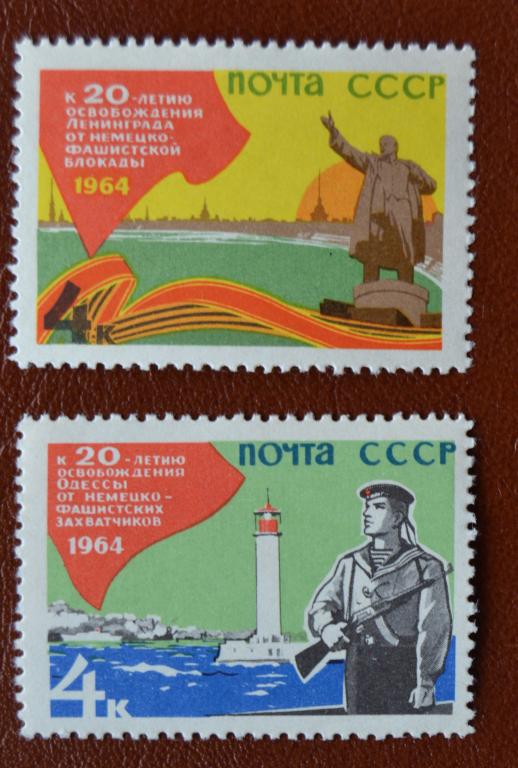 ПОЧТА СССР
К 20-ЛЕТИЮ
ОСВОБОЖДЕНИЯ
ЛЕНИНГРАДА
ОТ НЕМЕЦКО-
ФАШИСТСКОЙ
БЛОКАДЫ
1964
4К
ПОЧТА СССР
К 20-ЛЕТИЮ
ОСВОБОЖДЕНИЯ
ОДЕССЫ
ОТ НЕМЕЦКО-
ФАШИСТСКИХ
ЗАХВАТЧИКОВ
1964
4К